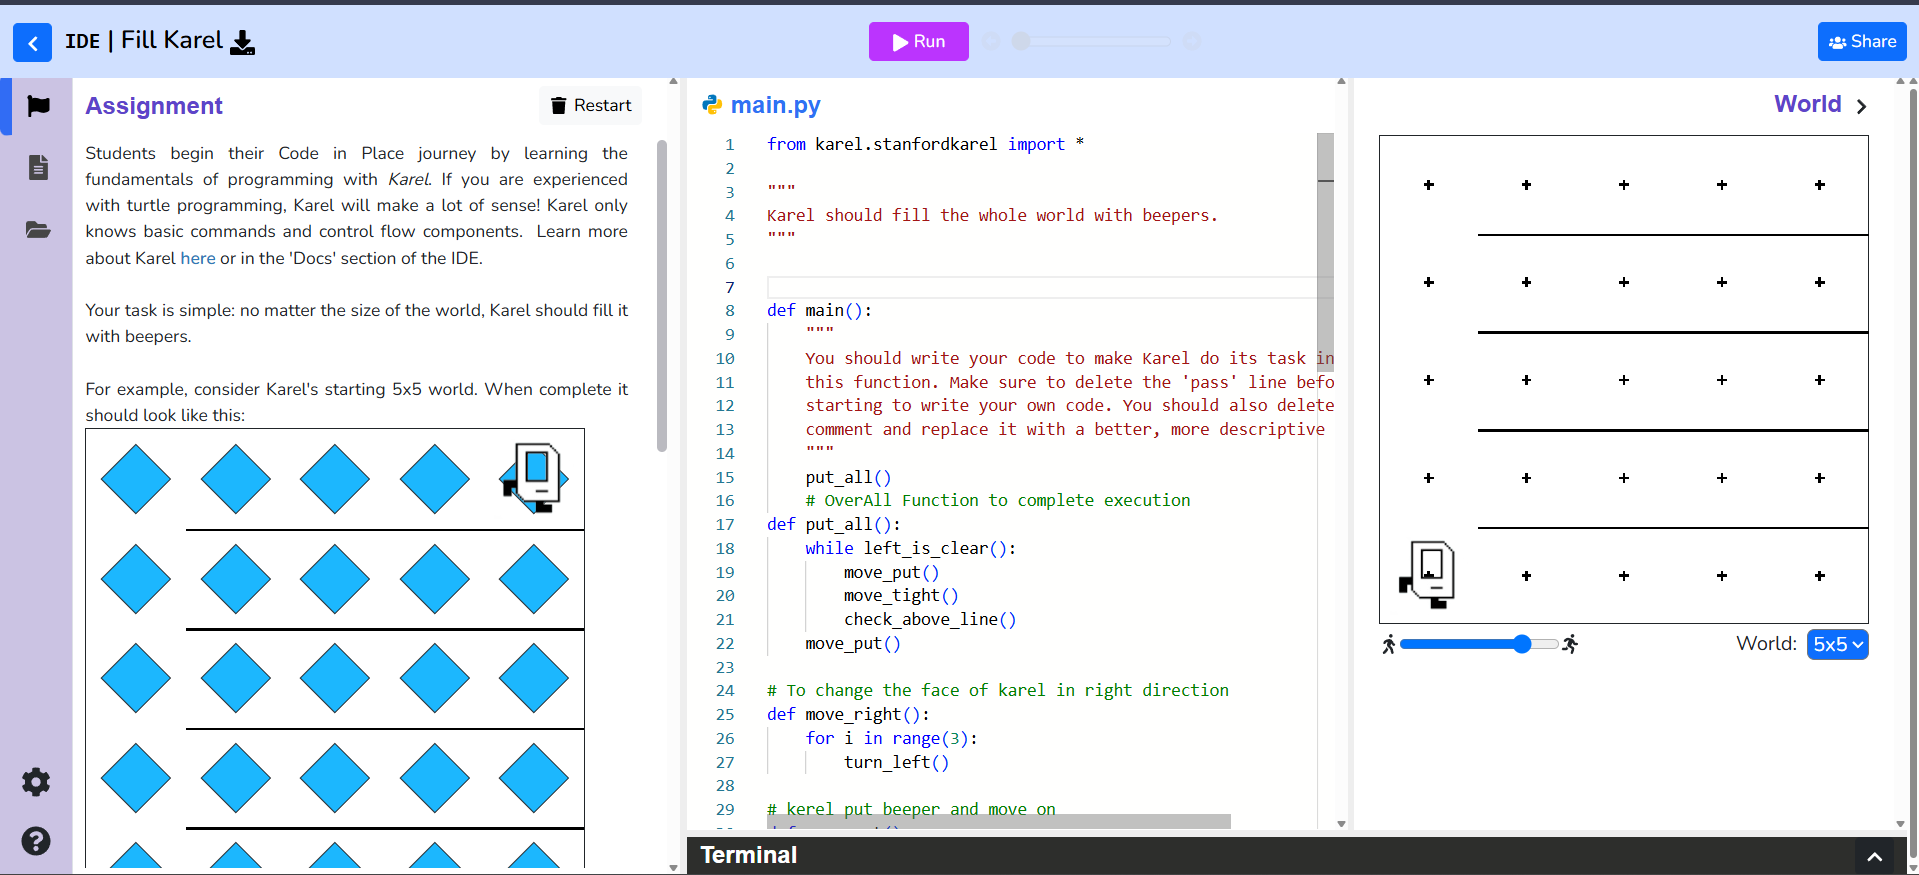 IDE | Fill Karel
Run
Share
Assignment
Restart
Students begin their Code in Place journey by learning the
fundamentals of programming with Karel. If you are experienced
with turtle programming, Karel will make a lot of sense! Karel only
knows basic commands and control flow components. Learn more
about Karel here or in the 'Docs' section of the IDE.
Your task is simple: no matter the size of the world, Karel should fill it
with beepers.
For example, consider Karel's starting 5x5 world. When complete it
should look like this:
main.py
1 from karel.stanfordkarel import *
2
3 """
4 Karel should fill the whole world with beepers.
5 """
6
7
8 def main():
9 """
10 You should write your code to make Karel do its task in
11 this function. Make sure to delete the 'pass' line befo
12 starting to write your own code. You should also delete
13 comment and replace it with a better, more descriptive
14 """
15 put_all()
16 # OverAll Function to complete execution
17 def put_all():
18 while left_is_clear():
19 move_put()
20 move_tight()
21 check_above_line()
22 move_put()
23
24 # To change the face of karel in right direction
25 def move_right():
26 for i in range(3):
27 turn_left()
28
29 # kerel put beeper and move on
Terminal
World
World: 5x5